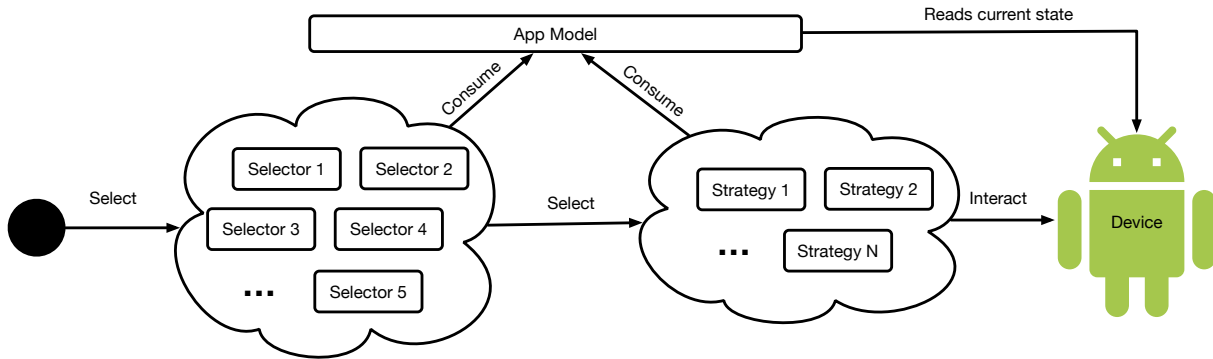 Reads current state
App Model
Consume
Consume
Selector 1
Selector 2
Select
Selector 3
Selector 4
...
Selector 5
Select
Strategy 1
Strategy 2
...
Strategy N
Interact
Device